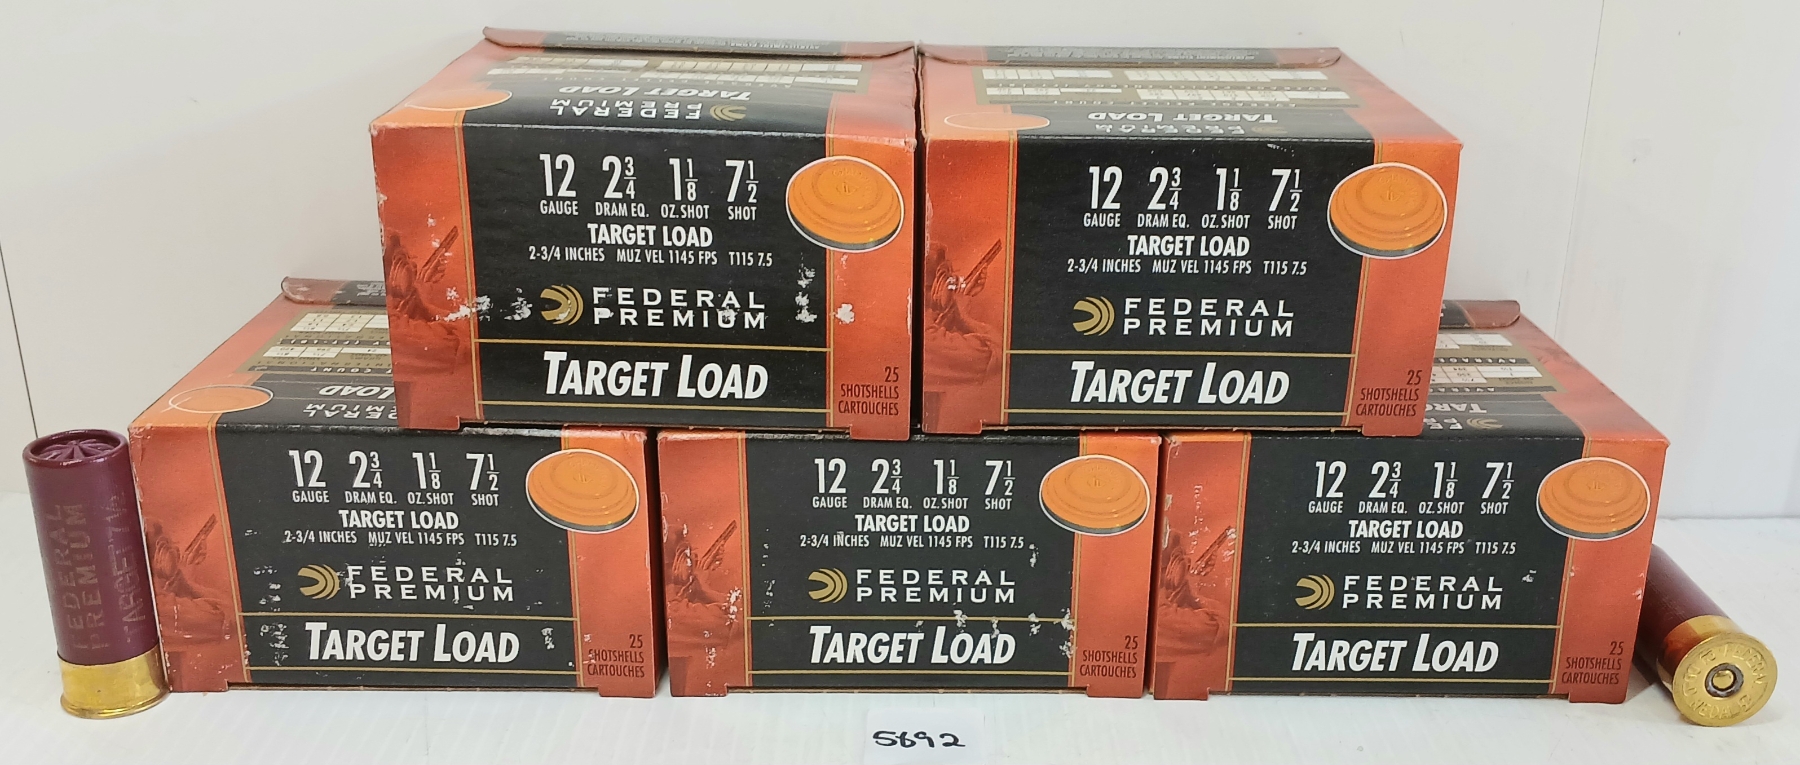 FEDERAL
PREMIUM
TARGET LOAD
12 2 3/4 1 1/8 7 1/2
GAUGE DRAM EQ. OZ. SHOT SHOT
TARGET LOAD
2-3/4 INCHES MUZ VEL 1145 FPS T115 7.5
FEDERAL
PREMIUM
TARGET LOAD
25
SHOTSHELLS
CARTOUCHES
AVERAGE PELLET COUNT
TARGET LOAD
12 2 3/4 1 1/8 7 1/2
GAUGE DRAM EQ. OZ. SHOT SHOT
TARGET LOAD
2-3/4 INCHES MUZ VEL 1145 FPS T115 7.5
FEDERAL
PREMIUM
TARGET LOAD
25
SHOTSHELLS
CARTOUCHES
FEDERAL
PREMIUM
TARGET 7 1/2
TARGET LOAD
FEDERAL
PREMIUM
12 2 3/4 1 1/8 7 1/2
GAUGE DRAM EQ. OZ. SHOT SHOT
TARGET LOAD
2-3/4 INCHES MUZ VEL 1145 FPS T115 7.5
FEDERAL
PREMIUM
TARGET LOAD
25
SHOTSHELLS
CARTOUCHES
12 2 3/4 1 1/8 7 1/2
GAUGE DRAM EQ. OZ. SHOT SHOT
TARGET LOAD
2-3/4 INCHES MUZ VEL 1145 FPS T115 7.5
FEDERAL
PREMIUM
TARGET LOAD
25
SHOTSHELLS
CARTOUCHES
12 2 3/4 1 1/8 7 1/2
GAUGE DRAM EQ. OZ. SHOT SHOT
TARGET LOAD
2-3/4 INCHES MUZ VEL 1145 FPS T115 7.5
FEDERAL
PREMIUM
TARGET LOAD
25
SHOTSHELLS
CARTOUCHES
5692